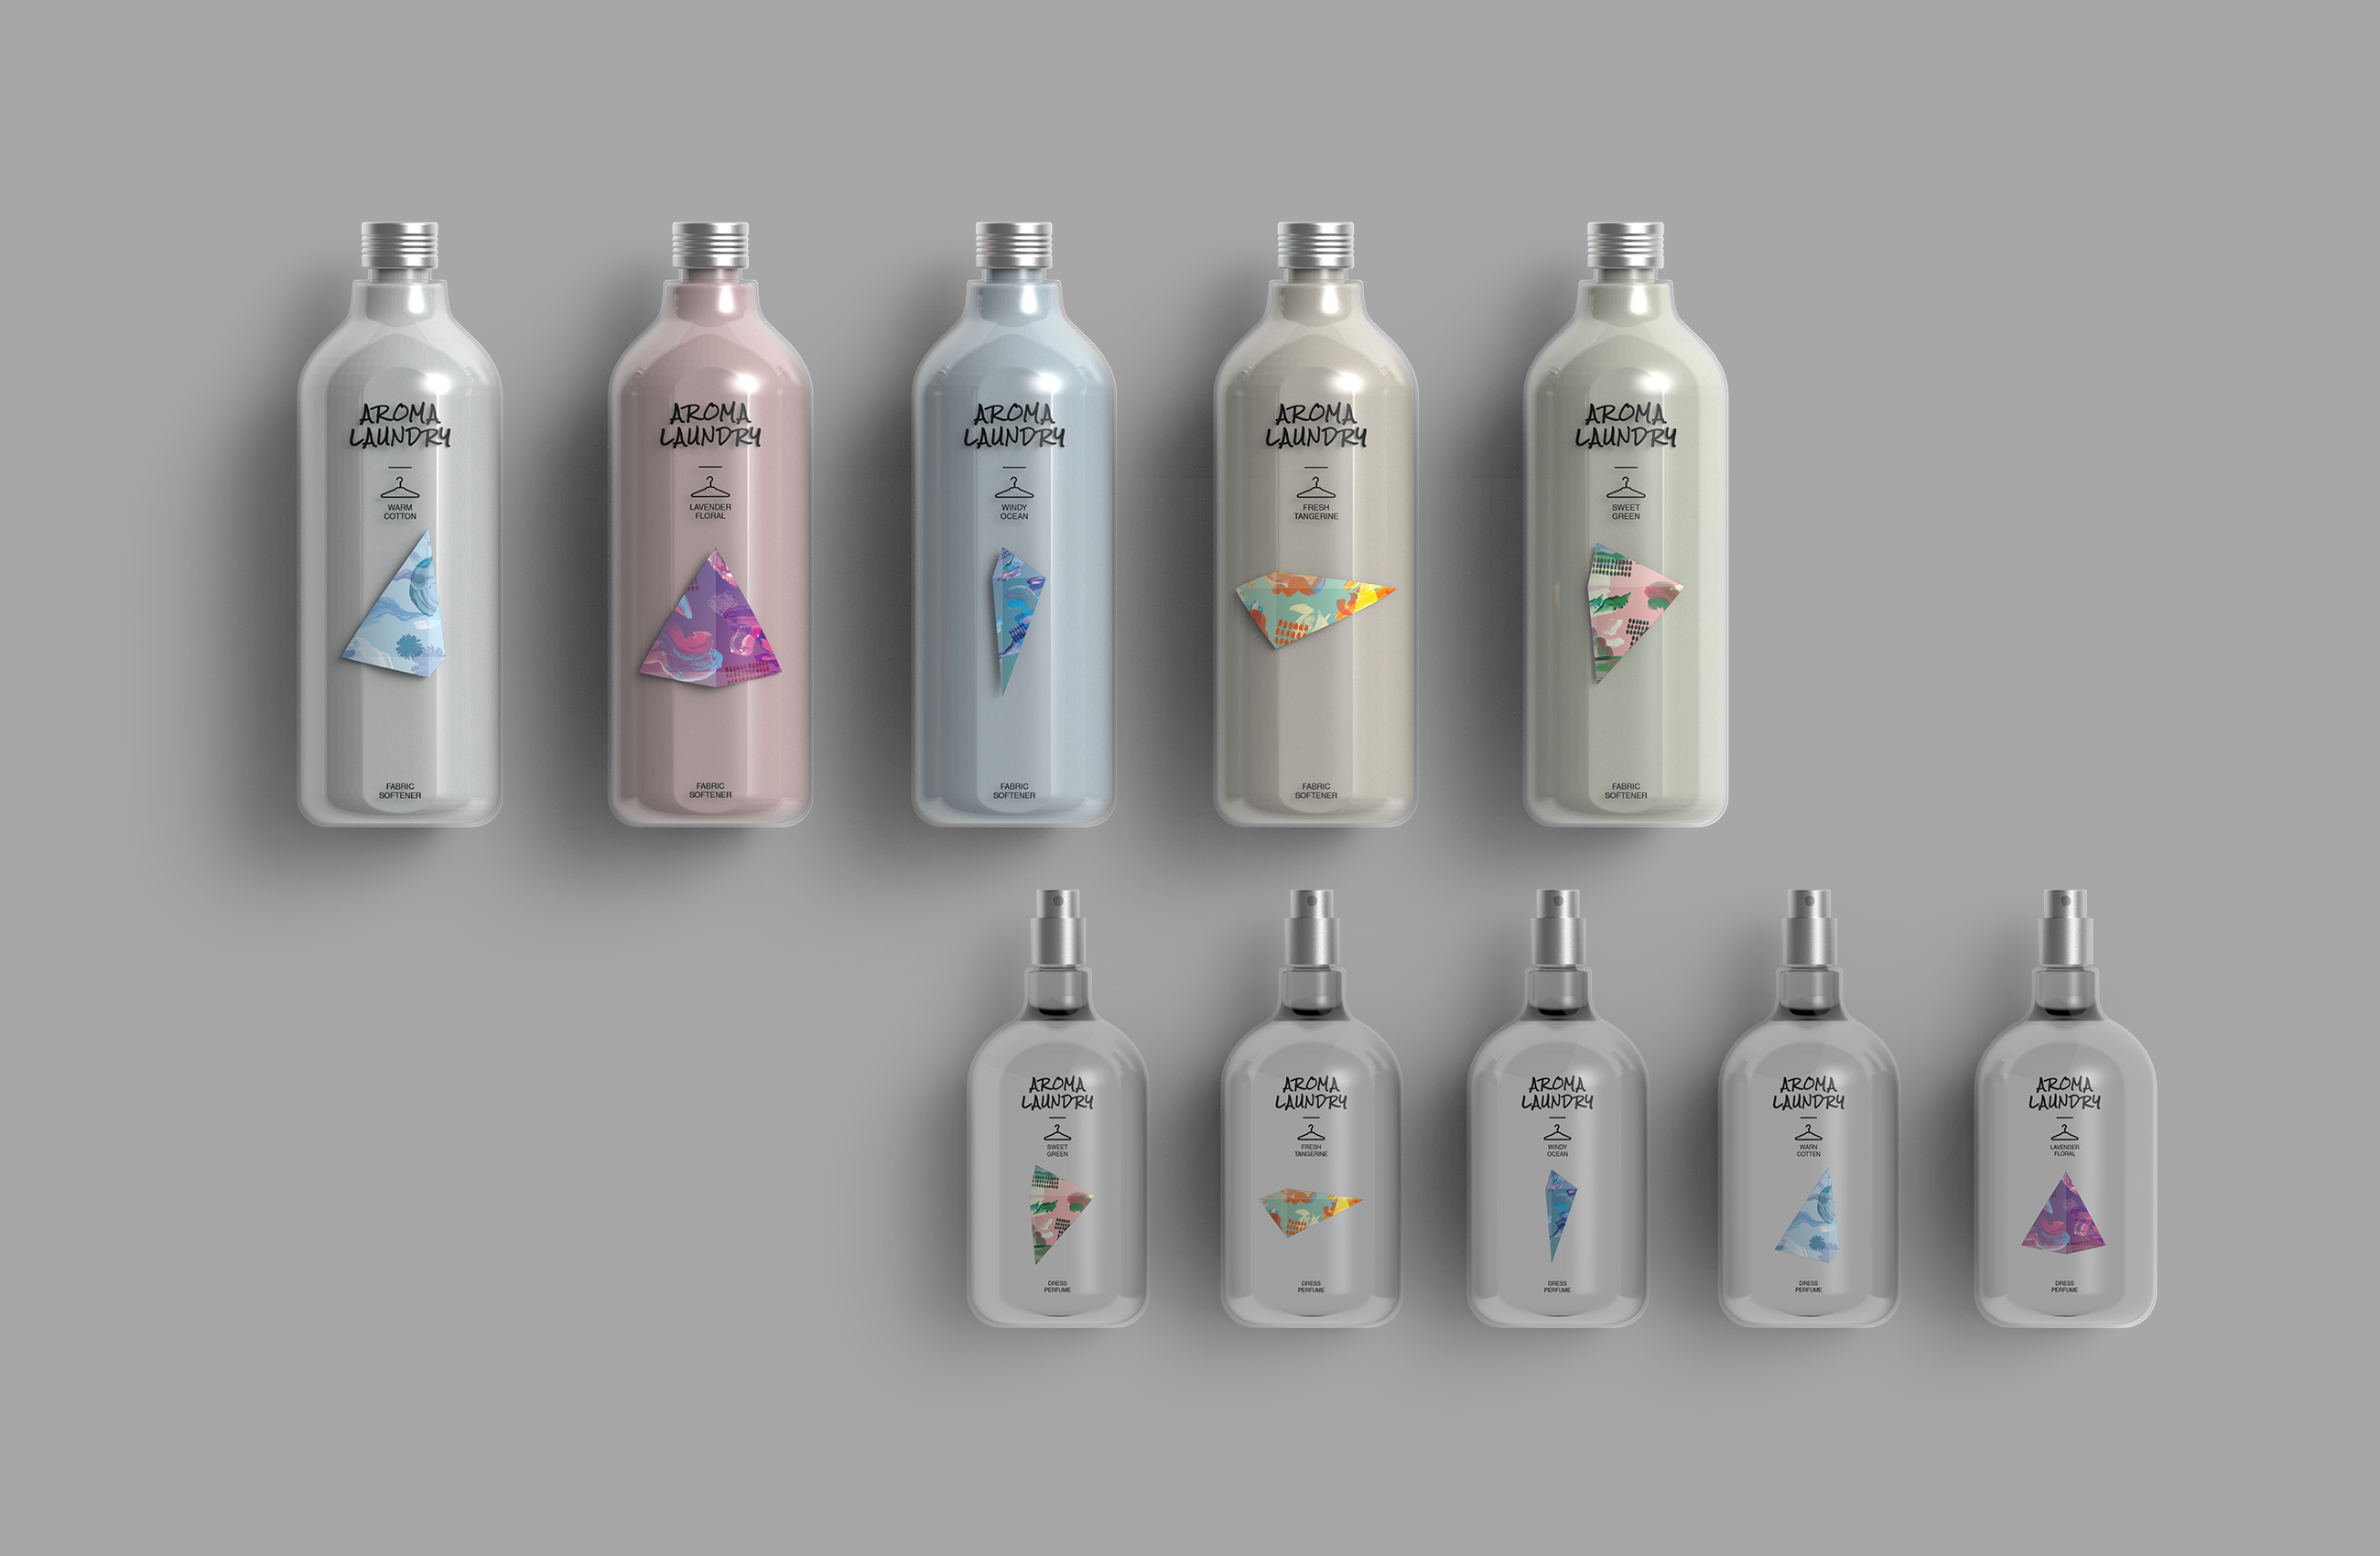 AROMA
LAUNDRY
WARM
COTTON
FABRIC
SOFTENER
AROMA
LAUNDRY
LAVENDER
FLORAL
FABRIC
SOFTENER
AROMA
LAUNDRY
WINDY
OCEAN
FABRIC
SOFTENER
AROMA
LAUNDRY
FRESH
TANGERINE
FABRIC
SOFTENER
AROMA
LAUNDRY
SWEET
GREEN
FABRIC
SOFTENER
AROMA
LAUNDRY
SWEET
GREEN
DRESS
PERFUME
AROMA
LAUNDRY
FRESH
TANGERINE
DRESS
PERFUME
AROMA
LAUNDRY
WINDY
OCEAN
DRESS
PERFUME
AROMA
LAUNDRY
WARN
COTTEN
DRESS
PERFUME
AROMA
LAUNDRY
LAVENDER
FLORAL
DRESS
PERFUME